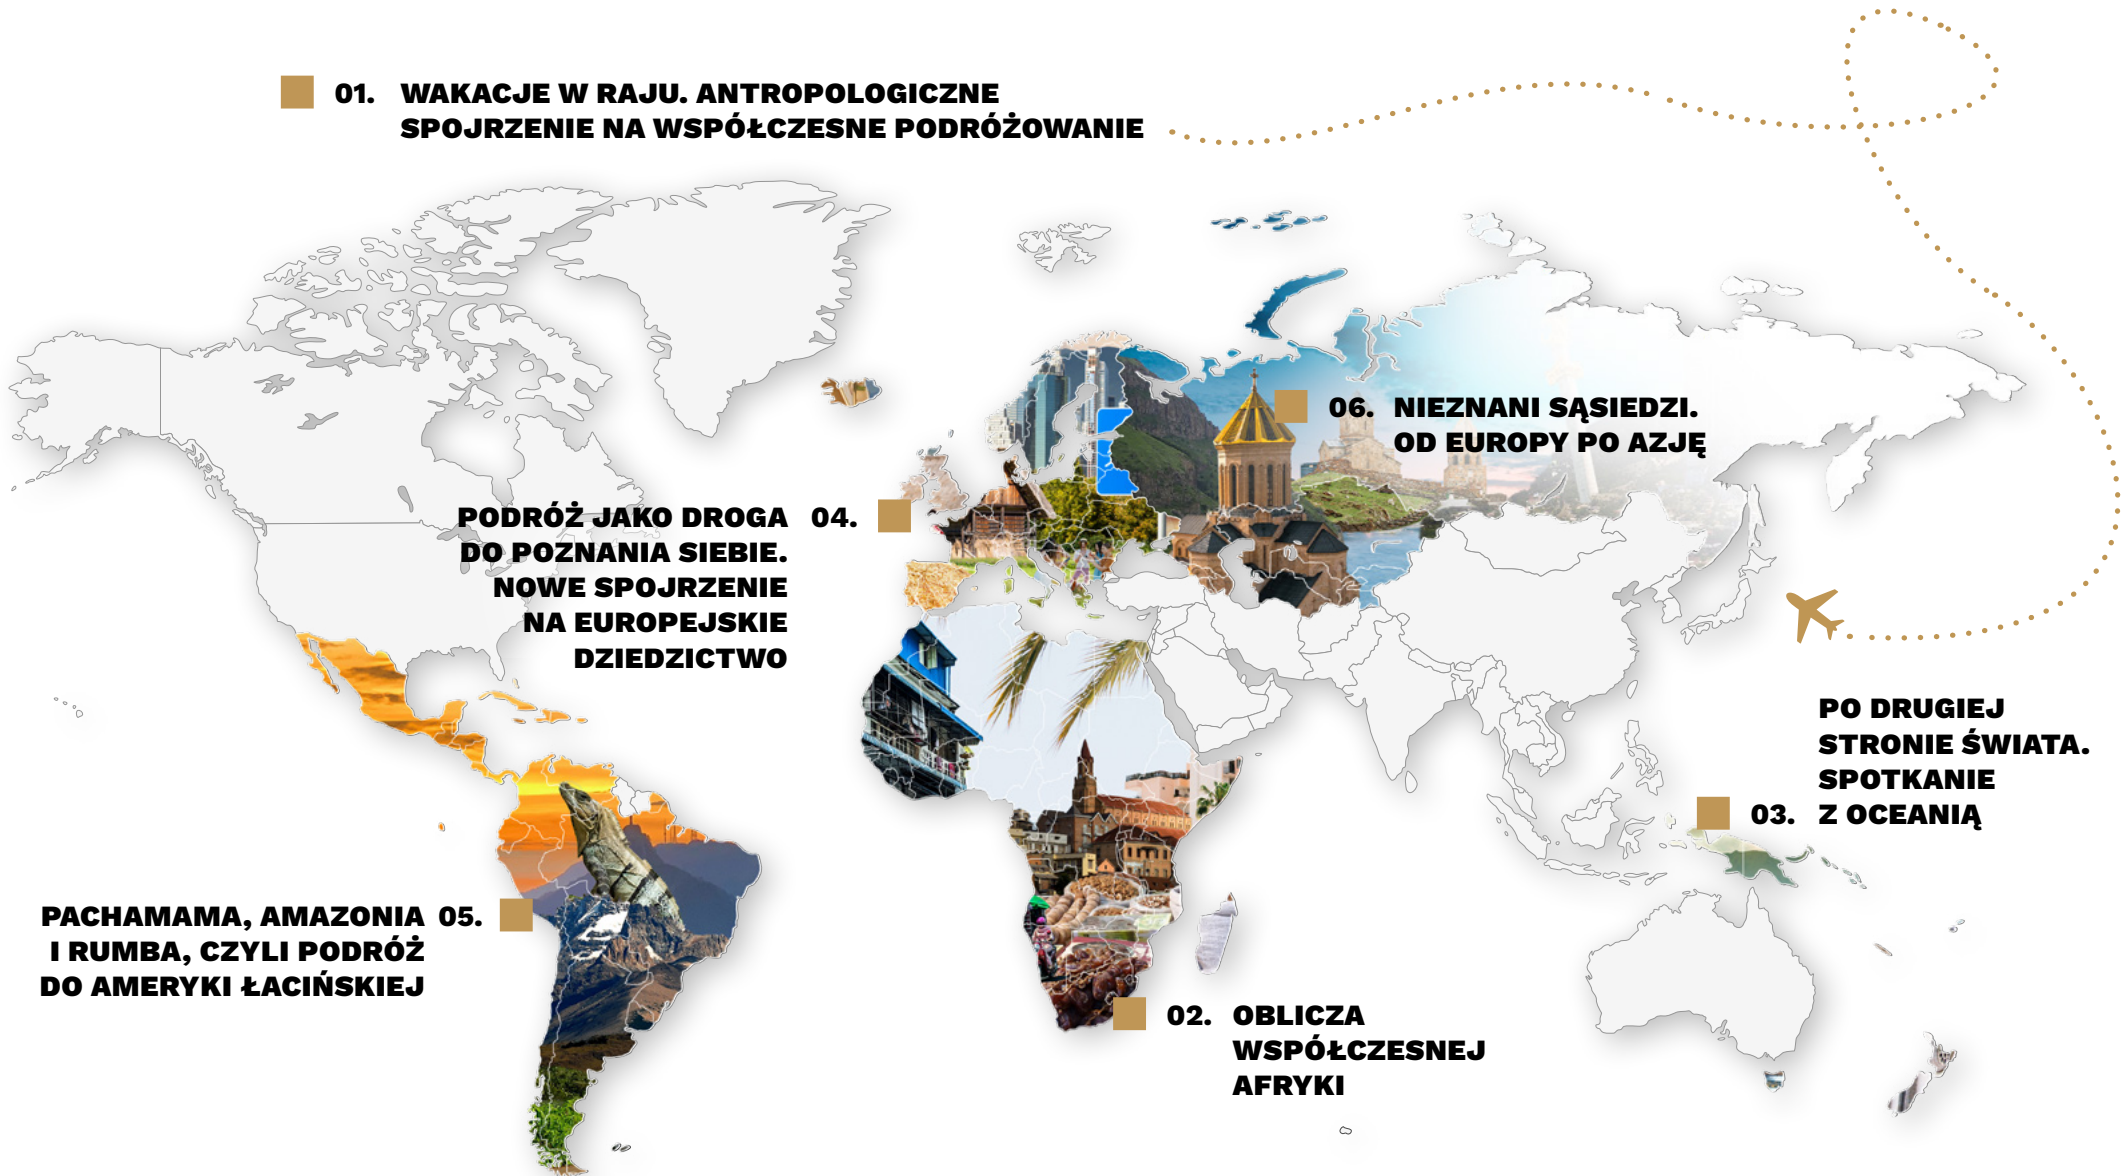 01. WAKACJE W RAJU. ANTROPOLOGICZNE
SPOJRZENIE NA WSPÓŁCZESNE PODRÓŻOWANIE
06. NIEZNANI SĄSIEDZI.
OD EUROPY PO AZJĘ
PODRÓŻ JAKO DROGA 04.
DO POZNANIA SIEBIE.
NOWE SPOJRZENIE
NA EUROPEJSKIE
DZIEDZICTWO
PO DRUGIEJ
STRONIE ŚWIATA.
SPOTKANIE
03. Z OCEANIĄ
PACHAMAMA, AMAZONIA 05.
I RUMBA, CZYLI PODRÓŻ
DO AMERYKI ŁACIŃSKIEJ
02. OBLICZA
WSPÓŁCZESNEJ
AFRYKI